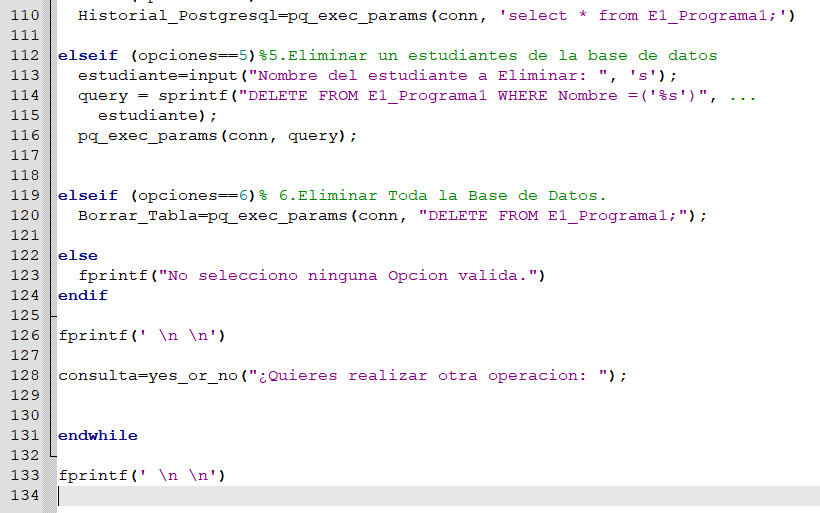 110 Historial_Postgresql=pq_exec_params(conn, 'select * from E1_Programa1;')
111
112 elseif (opciones==5)%5.Eliminar un estudiantes de la base de datos
113 estudiante=input("Nombre del estudiante a Eliminar: ", 's');
114 query = sprintf("DELETE FROM E1_Programa1 WHERE Nombre =('%s')", ...
115 estudiante);
116 pq_exec_params(conn, query);
117
118
119 elseif (opciones==6)% 6.Eliminar Toda la Base de Datos.
120 Borrar_Tabla=pq_exec_params(conn, "DELETE FROM E1_Programa1;");
121
122 else
123 fprintf("No selecciono ninguna Opcion valida.")
124 endif
125
126 fprintf(' \n \n')
127
128 consulta=yes_or_no("¿Quieres realizar otra operacion: ");
129
130
131 endwhile
132
133 fprintf(' \n \n')
134